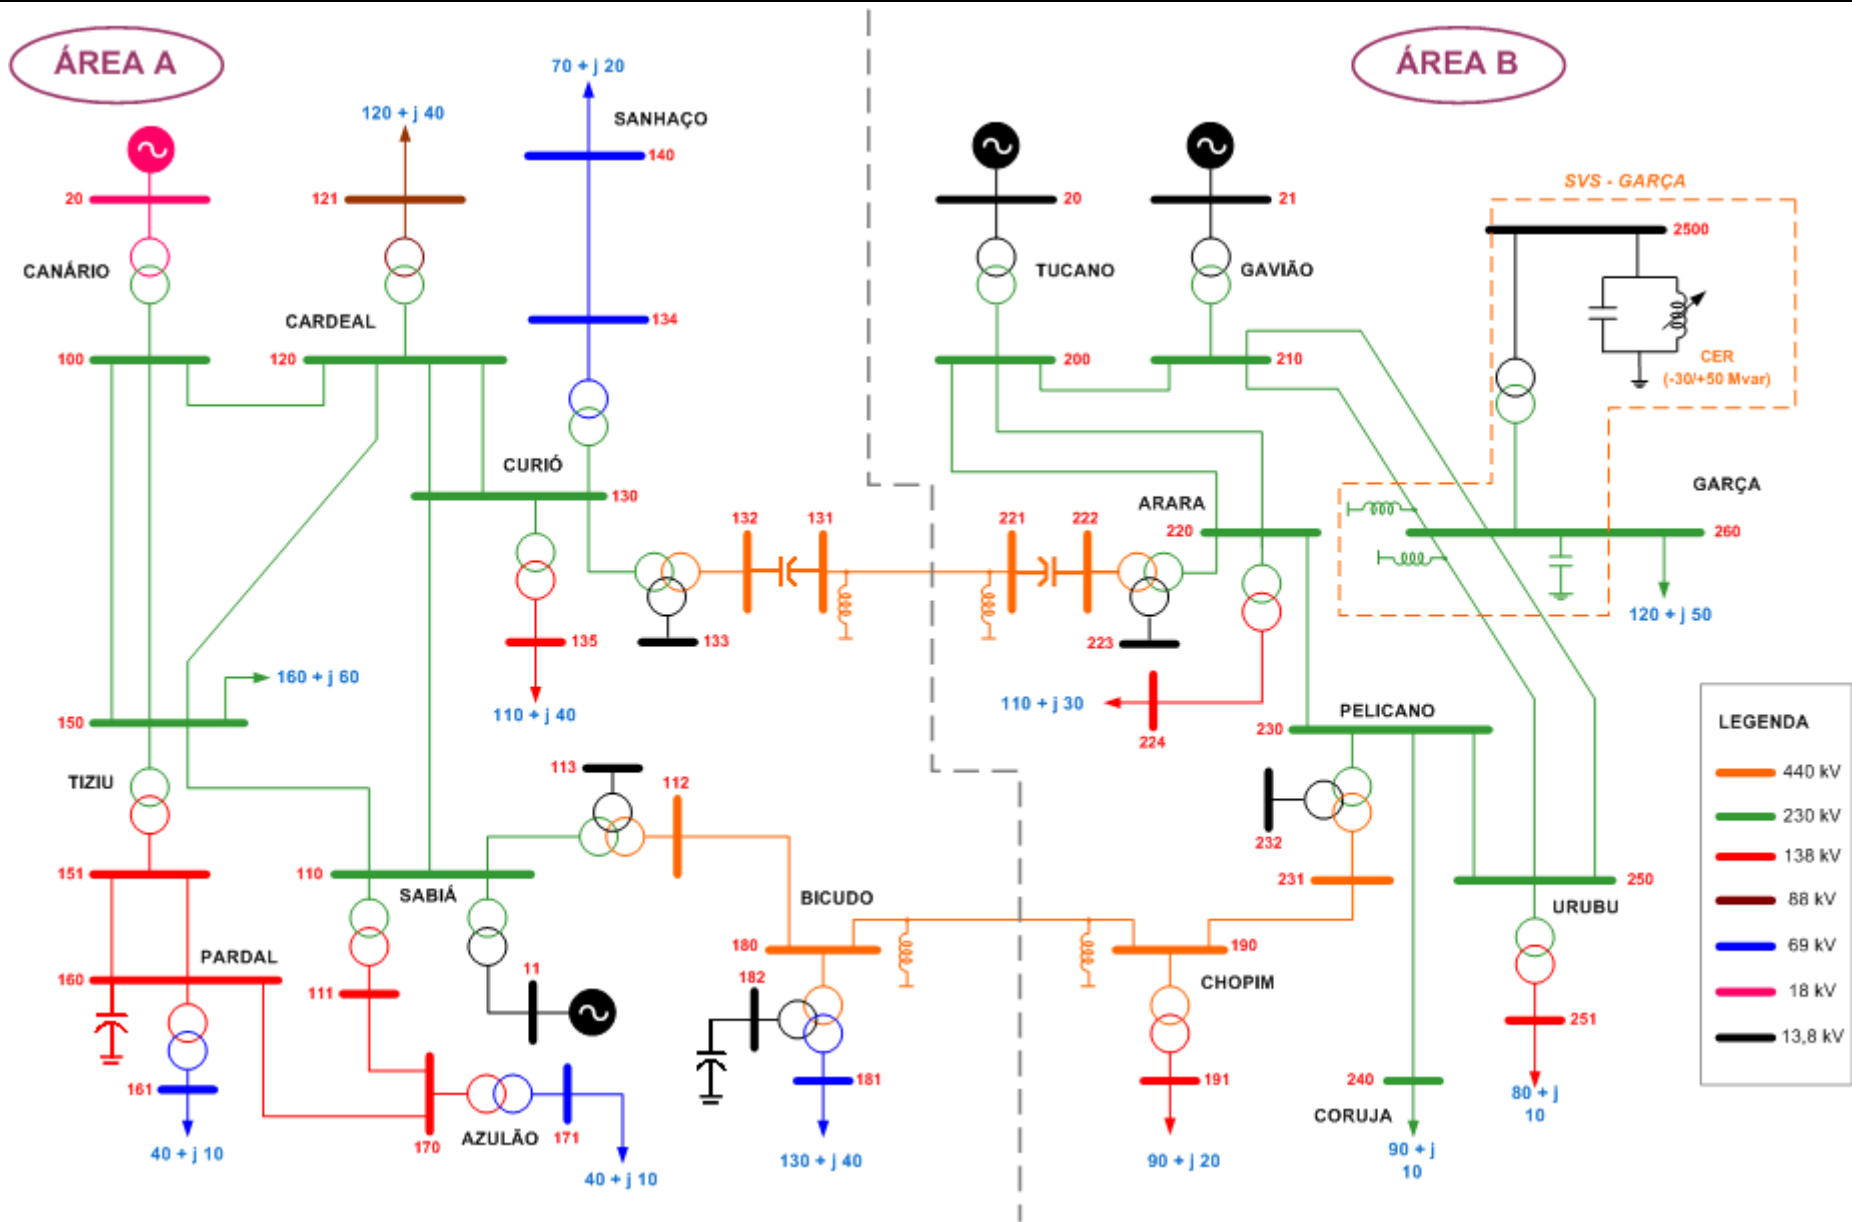 ÁREA A
ÁREA B
70 + j 20
120 + j 40
SANHAÇO
140
20
121
CANÁRIO
CARDEAL
134
100
120
CURIÓ
130
132
131
135
133
110 + j 40
160 + j 60
150
TIZIU
113
112
151
110
SABIÁ
PARDAL
160
111
11
161
40 + j 10
170
AZULÃO
171
40 + j 10
BICUDO
180
182
181
130 + j 40
20
21
TUCANO
GAVIÃO
200
210
SVS - GARÇA
2500
CER
(-30/+50 Mvar)
GARÇA
260
120 + j 50
ARARA
220
221
222
223
110 + j 30
224
PELICANO
230
232
231
250
URUBU
190
CHOPIM
191
90 + j 20
240
CORUJA
90 + j
10
251
80 + j
10
LEGENDA
440 kV
230 kV
138 kV
88 kV
69 kV
18 kV
13,8 kV